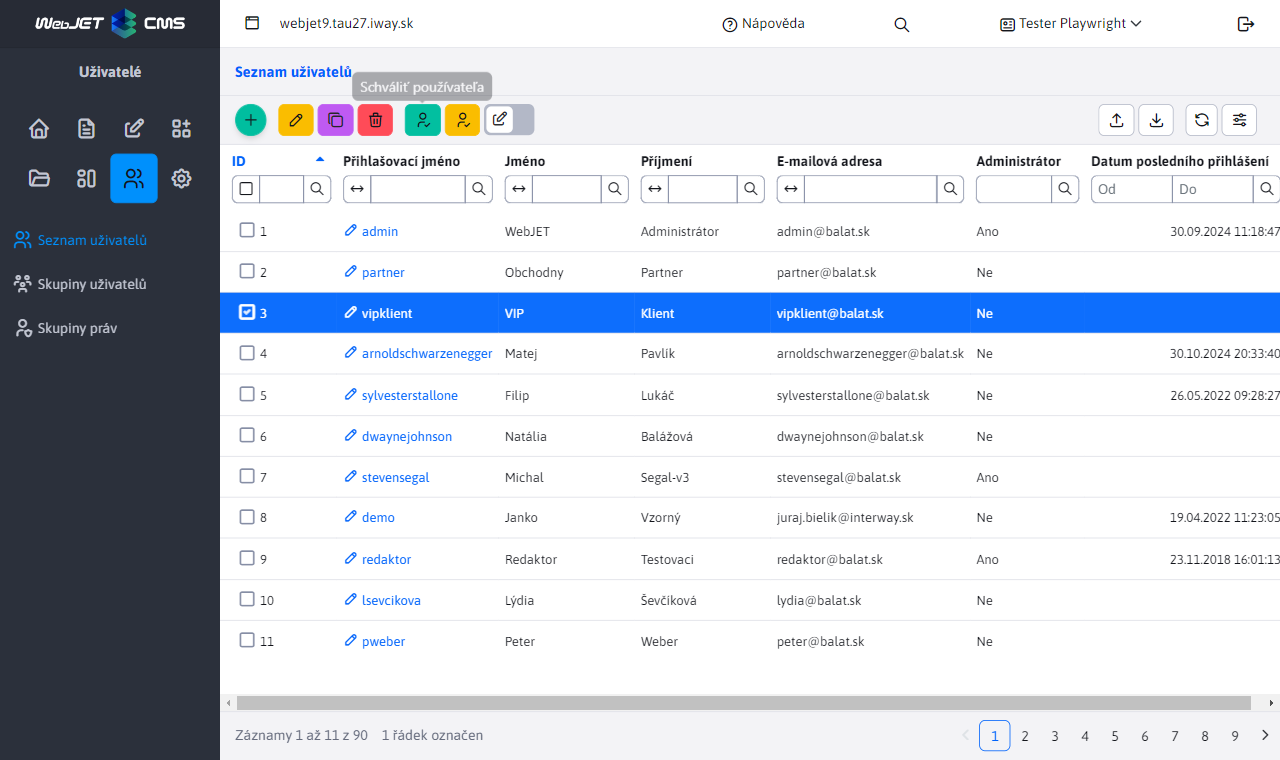 WebJET CMS
webjet9.tau27.iway.sk
Nápověda
Tester Playwright
Uživatelé
Seznam uživatelů
Schváliť používateľa
Seznam uživatelů
Skupiny uživatelů
Skupiny práv
ID Přihlašovací jméno Jméno Příjmení E-mailová adresa Administrátor Datum posledního přihlášení
Od Do
1 admin WebJET Administrátor admin@balat.sk Ano 30.09.2024 11:18:47
2 partner Obchodny Partner partner@balat.sk Ne
3 vipklient VIP Klient vipklient@balat.sk Ne
4 arnoldschwarzenegger Matej Pavlík arnoldschwarzenegger@balat.sk Ne 30.10.2024 20:33:40
5 sylvesterstallone Filip Lukáč sylvesterstallone@balat.sk Ne 26.05.2022 09:28:27
6 dwaynejohnson Natália Balážová dwaynejohnson@balat.sk Ne
7 stevensegal Michal Segal-v3 stevensegal@balat.sk Ano
8 demo Janko Vzorný juraj.bielik@interway.sk Ne 19.04.2022 11:23:05
9 redaktor Redaktor Testovaci redaktor@balat.sk Ano 23.11.2018 16:01:13
10 lsevcikova Lýdia Ševčíková lydia@balat.sk Ne
11 pweber Peter Weber peter@balat.sk Ne
Záznamy 1 až 11 z 90 1 řádek označen
1 2 3 4 5 6 7 8 9